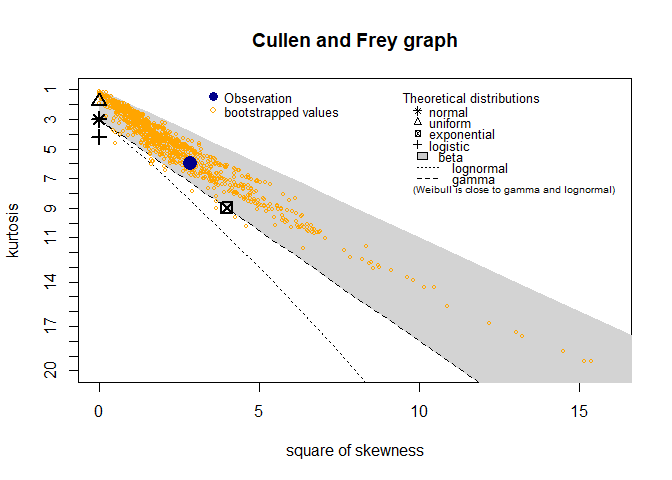 Cullen and Frey graph
Observation
bootstrapped values
Theoretical distributions
normal
uniform
exponential
logistic
beta
lognormal
gamma
(Weibull is close to gamma and lognormal)
kurtosis
1
3
5
7
9
11
14
17
20
0
5
10
15
square of skewness